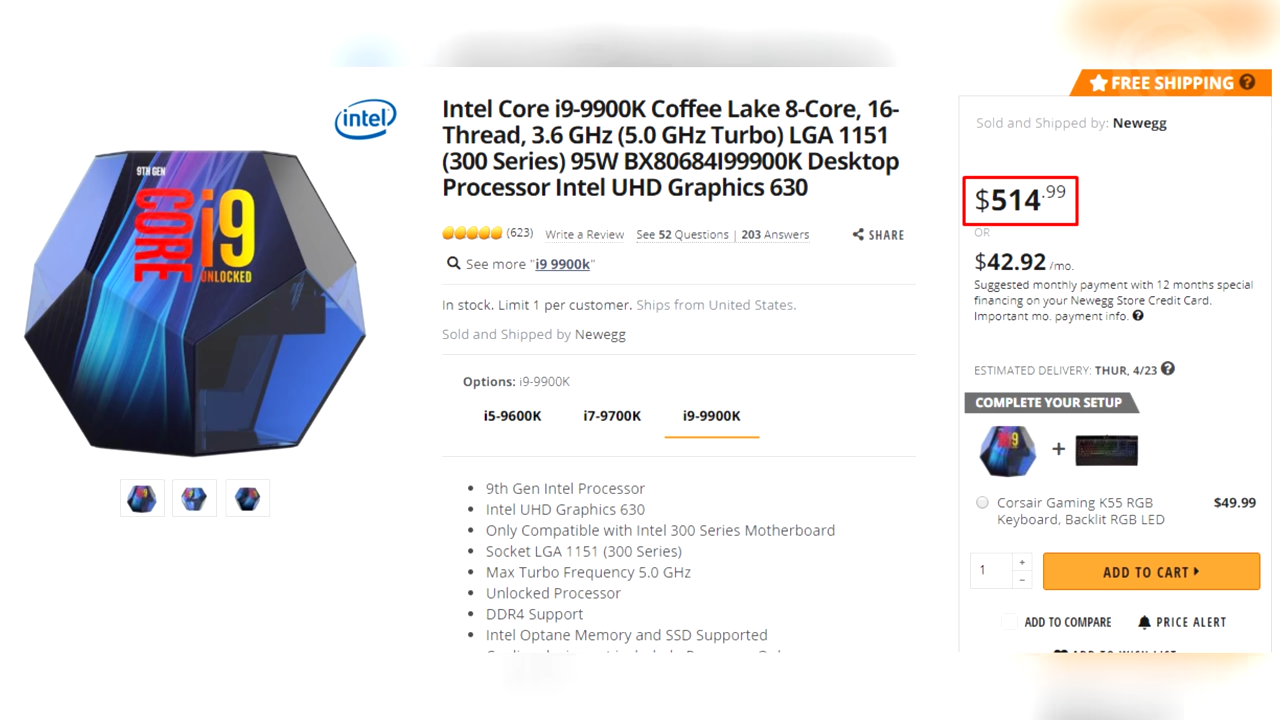 intel
9TH GEN
CORE
i9
UNLOCKED
Intel Core i9-9900K Coffee Lake 8-Core, 16-
Thread, 3.6 GHz (5.0 GHz Turbo) LGA 1151
(300 Series) 95W BX80684I99900K Desktop
Processor Intel UHD Graphics 630
(623) Write a Review See 52 Questions | 203 Answers SHARE
See more "i9 9900k"
In stock. Limit 1 per customer. Ships from United States.
Sold and Shipped by Newegg
Options: i9-9900K
i5-9600K i7-9700K i9-9900K
• 9th Gen Intel Processor
• Intel UHD Graphics 630
• Only Compatible with Intel 300 Series Motherboard
• Socket LGA 1151 (300 Series)
• Max Turbo Frequency 5.0 GHz
• Unlocked Processor
• DDR4 Support
• Intel Optane Memory and SSD Supported
FREE SHIPPING ?
Sold and Shipped by: Newegg
$514.99
OR
$42.92 /mo.
Suggested monthly payment with 12 months special
financing on your Newegg Store Credit Card.
Important mo. payment info. ?
ESTIMATED DELIVERY: THUR, 4/23 ?
COMPLETE YOUR SETUP
+
Corsair Gaming K55 RGB $49.99
Keyboard, Backlit RGB LED
1 + -
ADD TO CART
ADD TO COMPARE PRICE ALERT
ADD TO WISH LIST